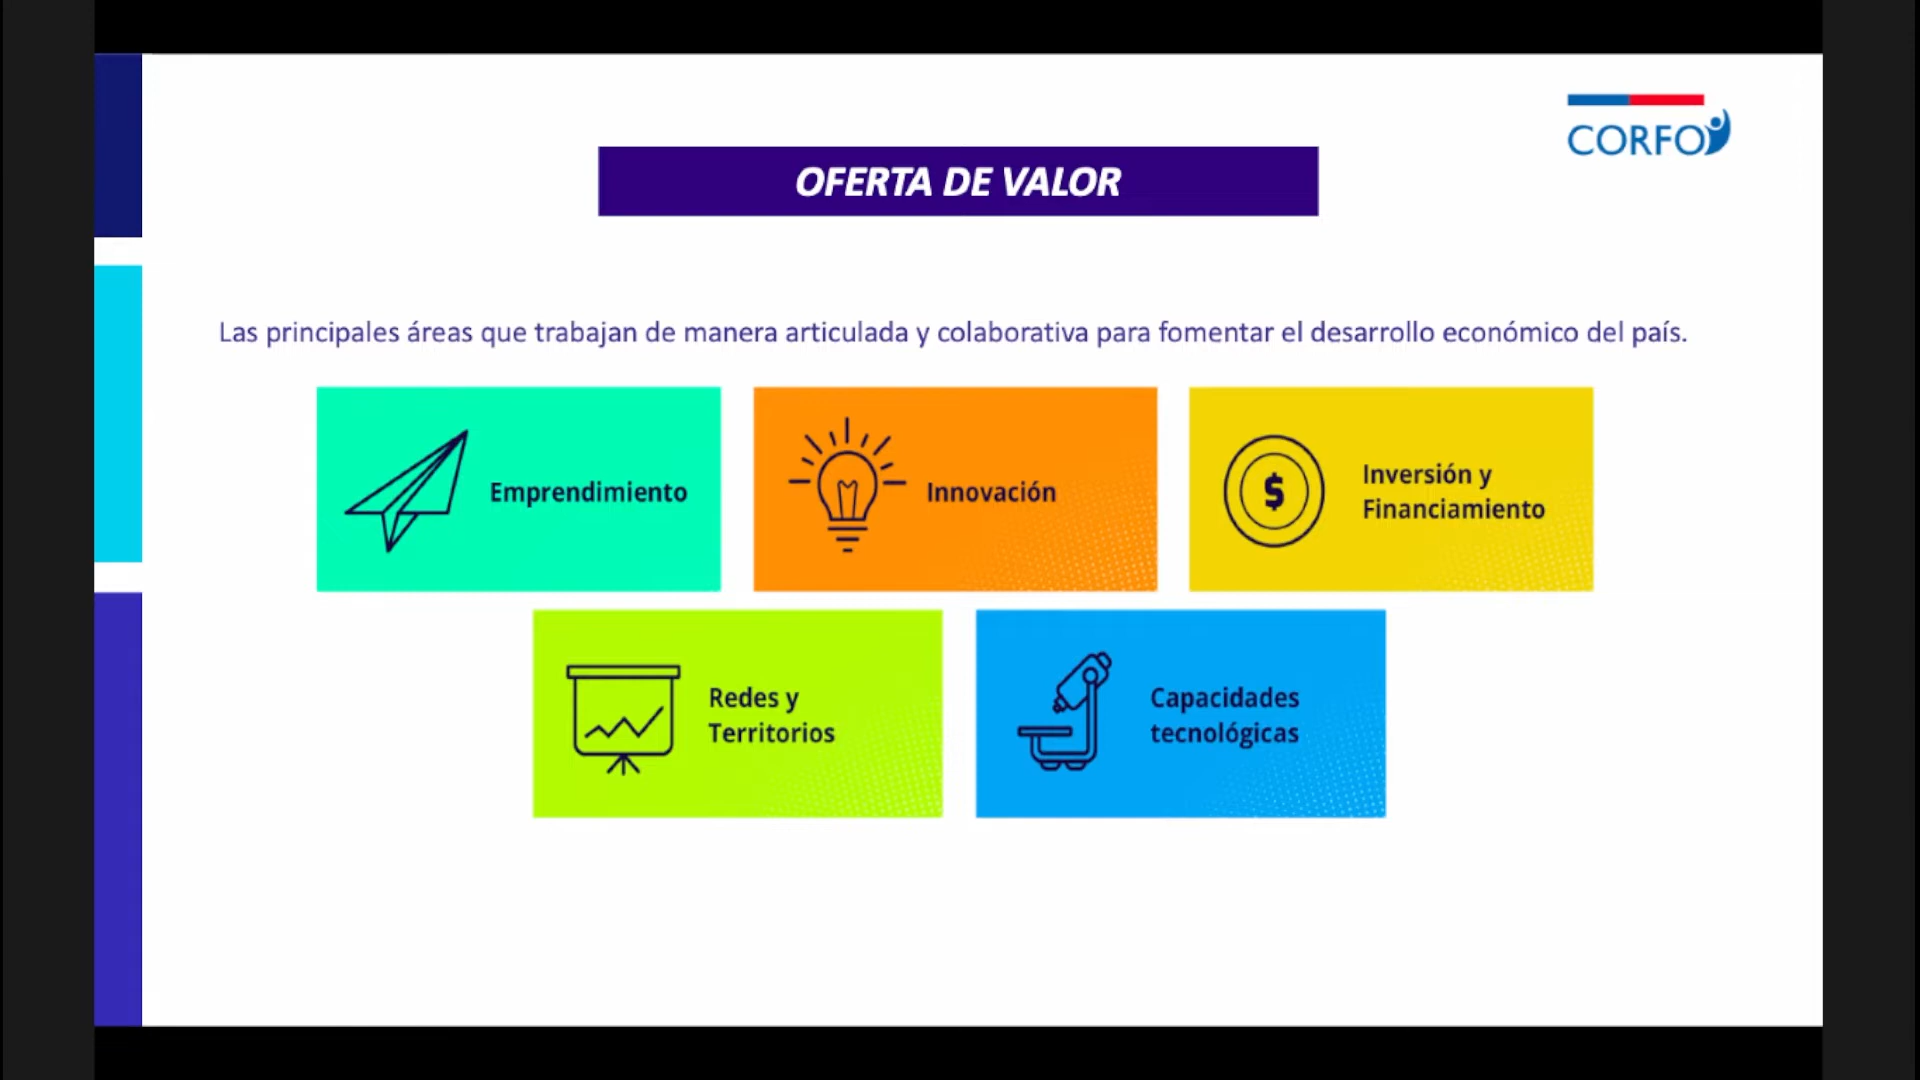 CORFO
OFERTA DE VALOR
Las principales áreas que trabajan de manera articulada y colaborativa para fomentar el desarrollo económico del país.
Emprendimiento
Innovación
$
Inversión y
Financiamiento
Redes y
Territorios
Capacidades
tecnológicas